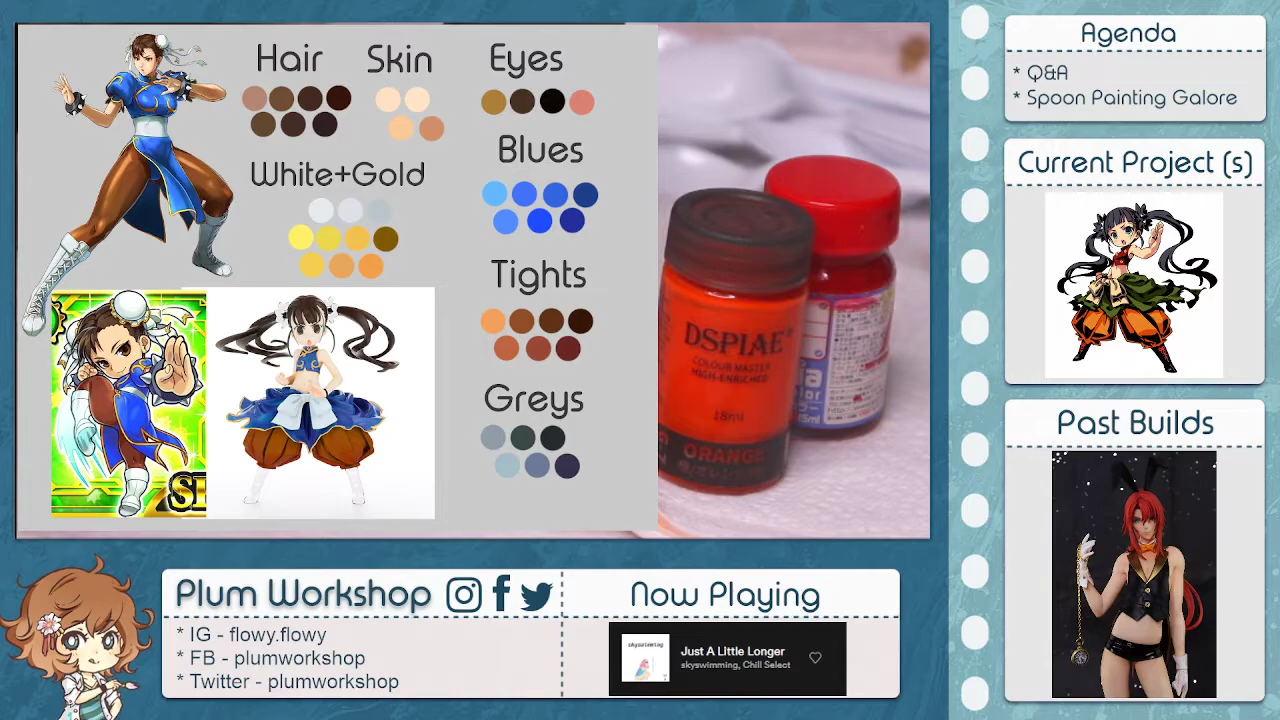 Hair
Skin
Eyes
White+Gold
Blues
Tights
Greys
DSPIAE
COLOUR MASTER
HIGH-ENRICHED
18ml
ORANGE
Agenda
* Q&A
* Spoon Painting Galore
Current Project (s)
Past Builds
Plum Workshop
* IG - flowy.flowy
* FB - plumworkshop
* Twitter - plumworkshop
Now Playing
skyswimming
Just A Little Longer
skyswimming, Chill Select